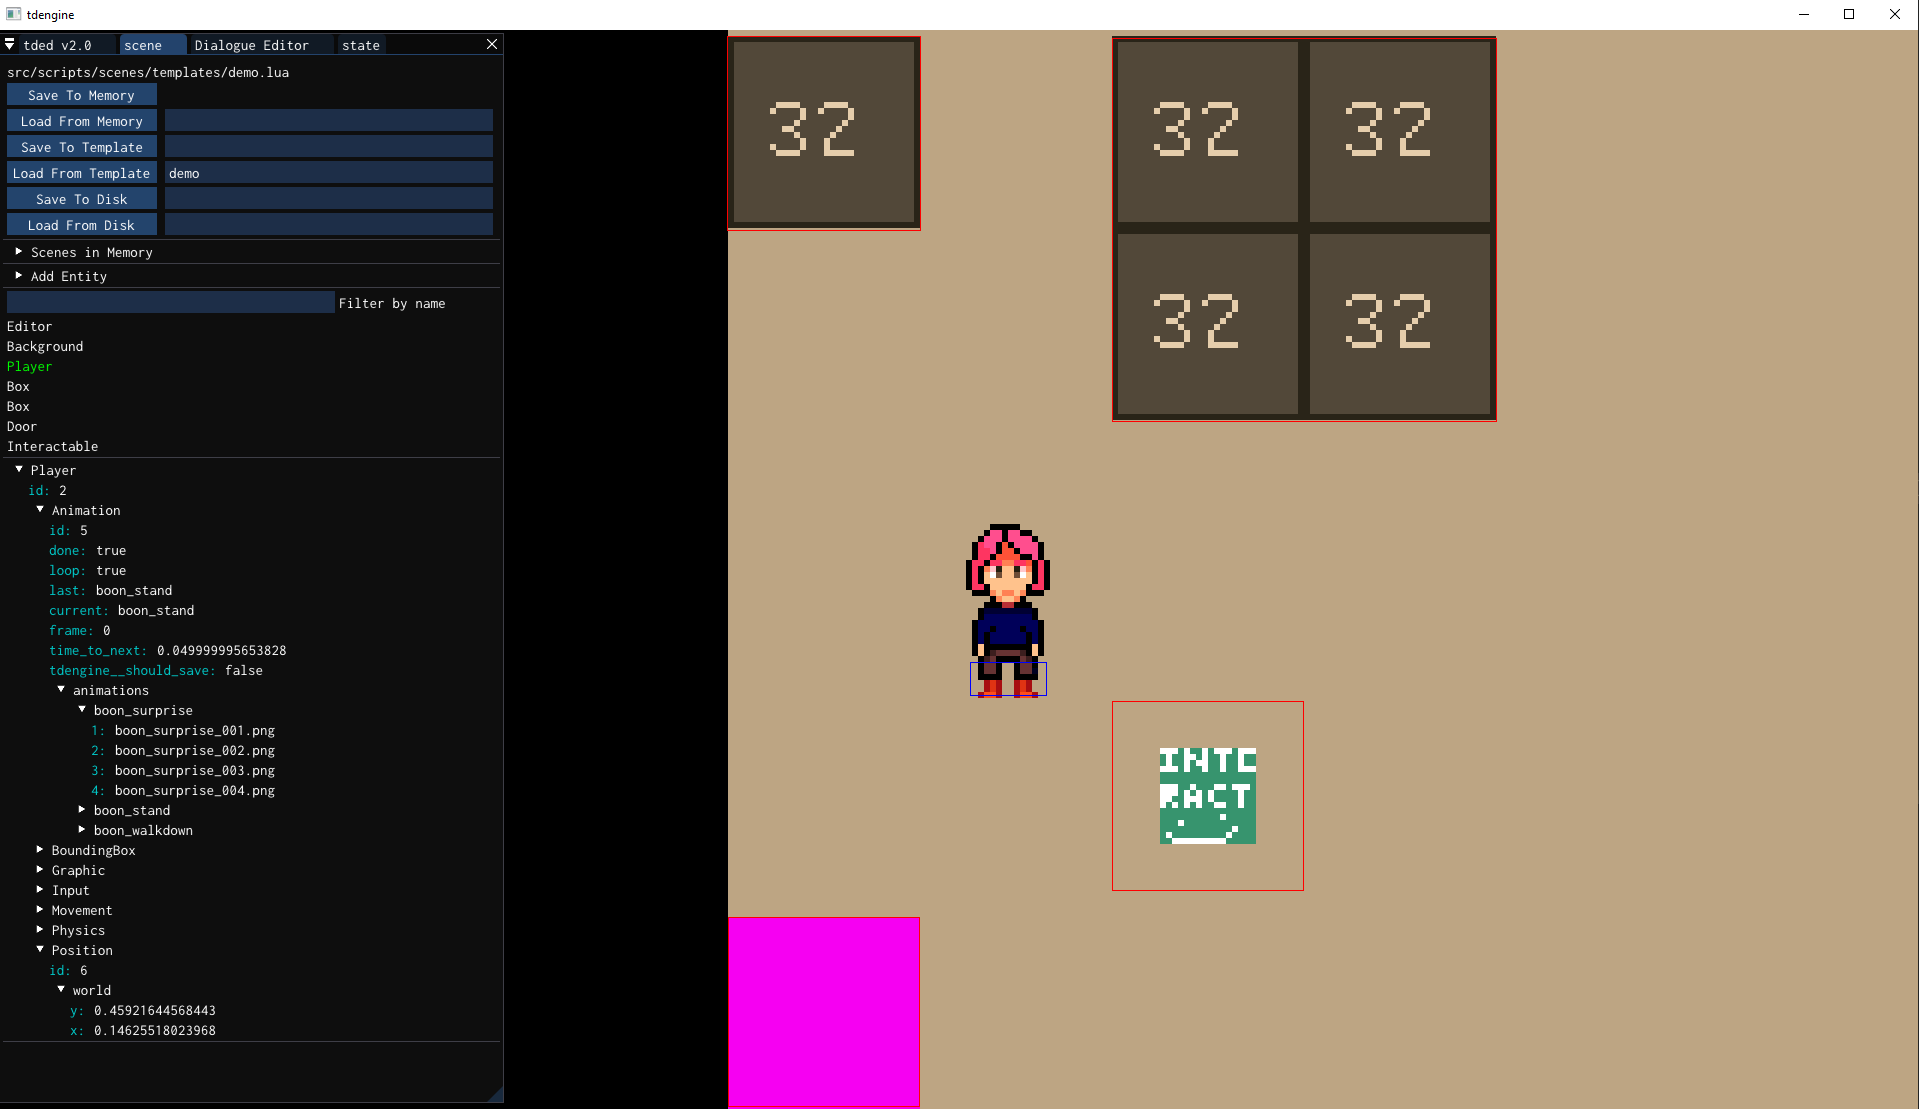 tdengine
tded v2.0 scene Dialogue Editor state
src/scripts/scenes/templates/demo.lua
Save To Memory
Load From Memory
Save To Template
Load From Template demo
Save To Disk
Load From Disk
Scenes in Memory
Add Entity
Filter by name
Editor
Background
Player
Box
Box
Door
Interactable
Player
id: 2
Animation
id: 5
done: true
loop: true
last: boon_stand
current: boon_stand
frame: 0
time_to_next: 0.049999995653828
tdengine__should_save: false
animations
boon_surprise
1: boon_surprise_001.png
2: boon_surprise_002.png
3: boon_surprise_003.png
4: boon_surprise_004.png
boon_stand
boon_walkdown
BoundingBox
Graphic
Input
Movement
Physics
Position
id: 6
world
y: 0.45921644568443
x: 0.14625518023968
32
32 32
32 32
INTE
RACT